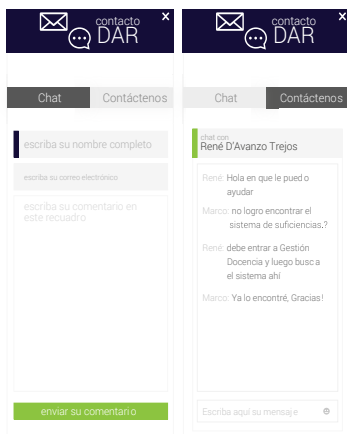 contacto
DAR
x
Chat
Contáctenos
escriba su nombre completo
escriba su correo electrónico
escriba su comentario en
este recuadro
enviar su comentario
contacto
DAR
x
Chat
Contáctenos
chat con
René D'Avanzo Trejos
René: Hola en que le puedo
ayudar
Marco: no logro encontrar el
sistema de suficiencias.?
René: debe entrar a Gestión
Docencia y luego busca
el sistema ahí
Marco: Ya lo encontré, Gracias!
Escriba aquí su mensaje